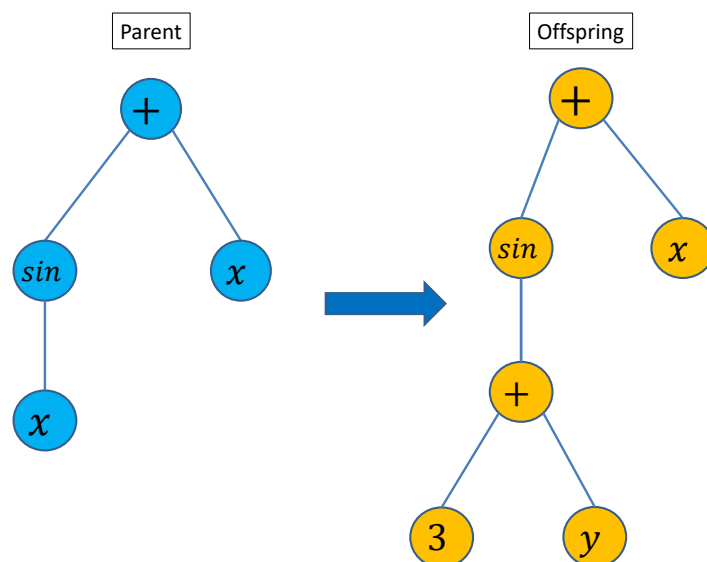 Parent
Offspring
+
+
sin
x
sin
x
x
+
3
y